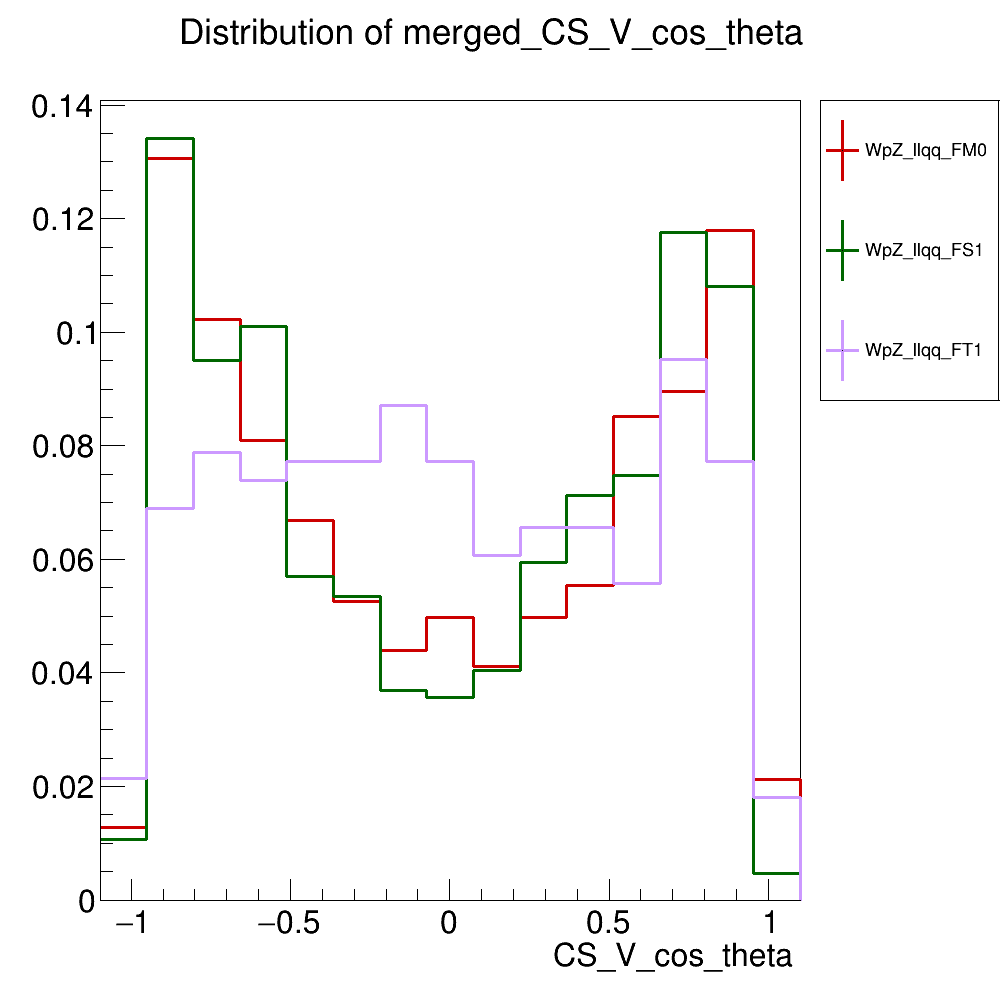 Distribution of merged_CS_V_cos_theta
0.14
0.12
0.1
0.08
0.06
0.04
0.02
0
−1
−0.5
0
0.5
1
CS_V_cos_theta
WpZ_llqq_FM0
WpZ_llqq_FS1
WpZ_llqq_FT1